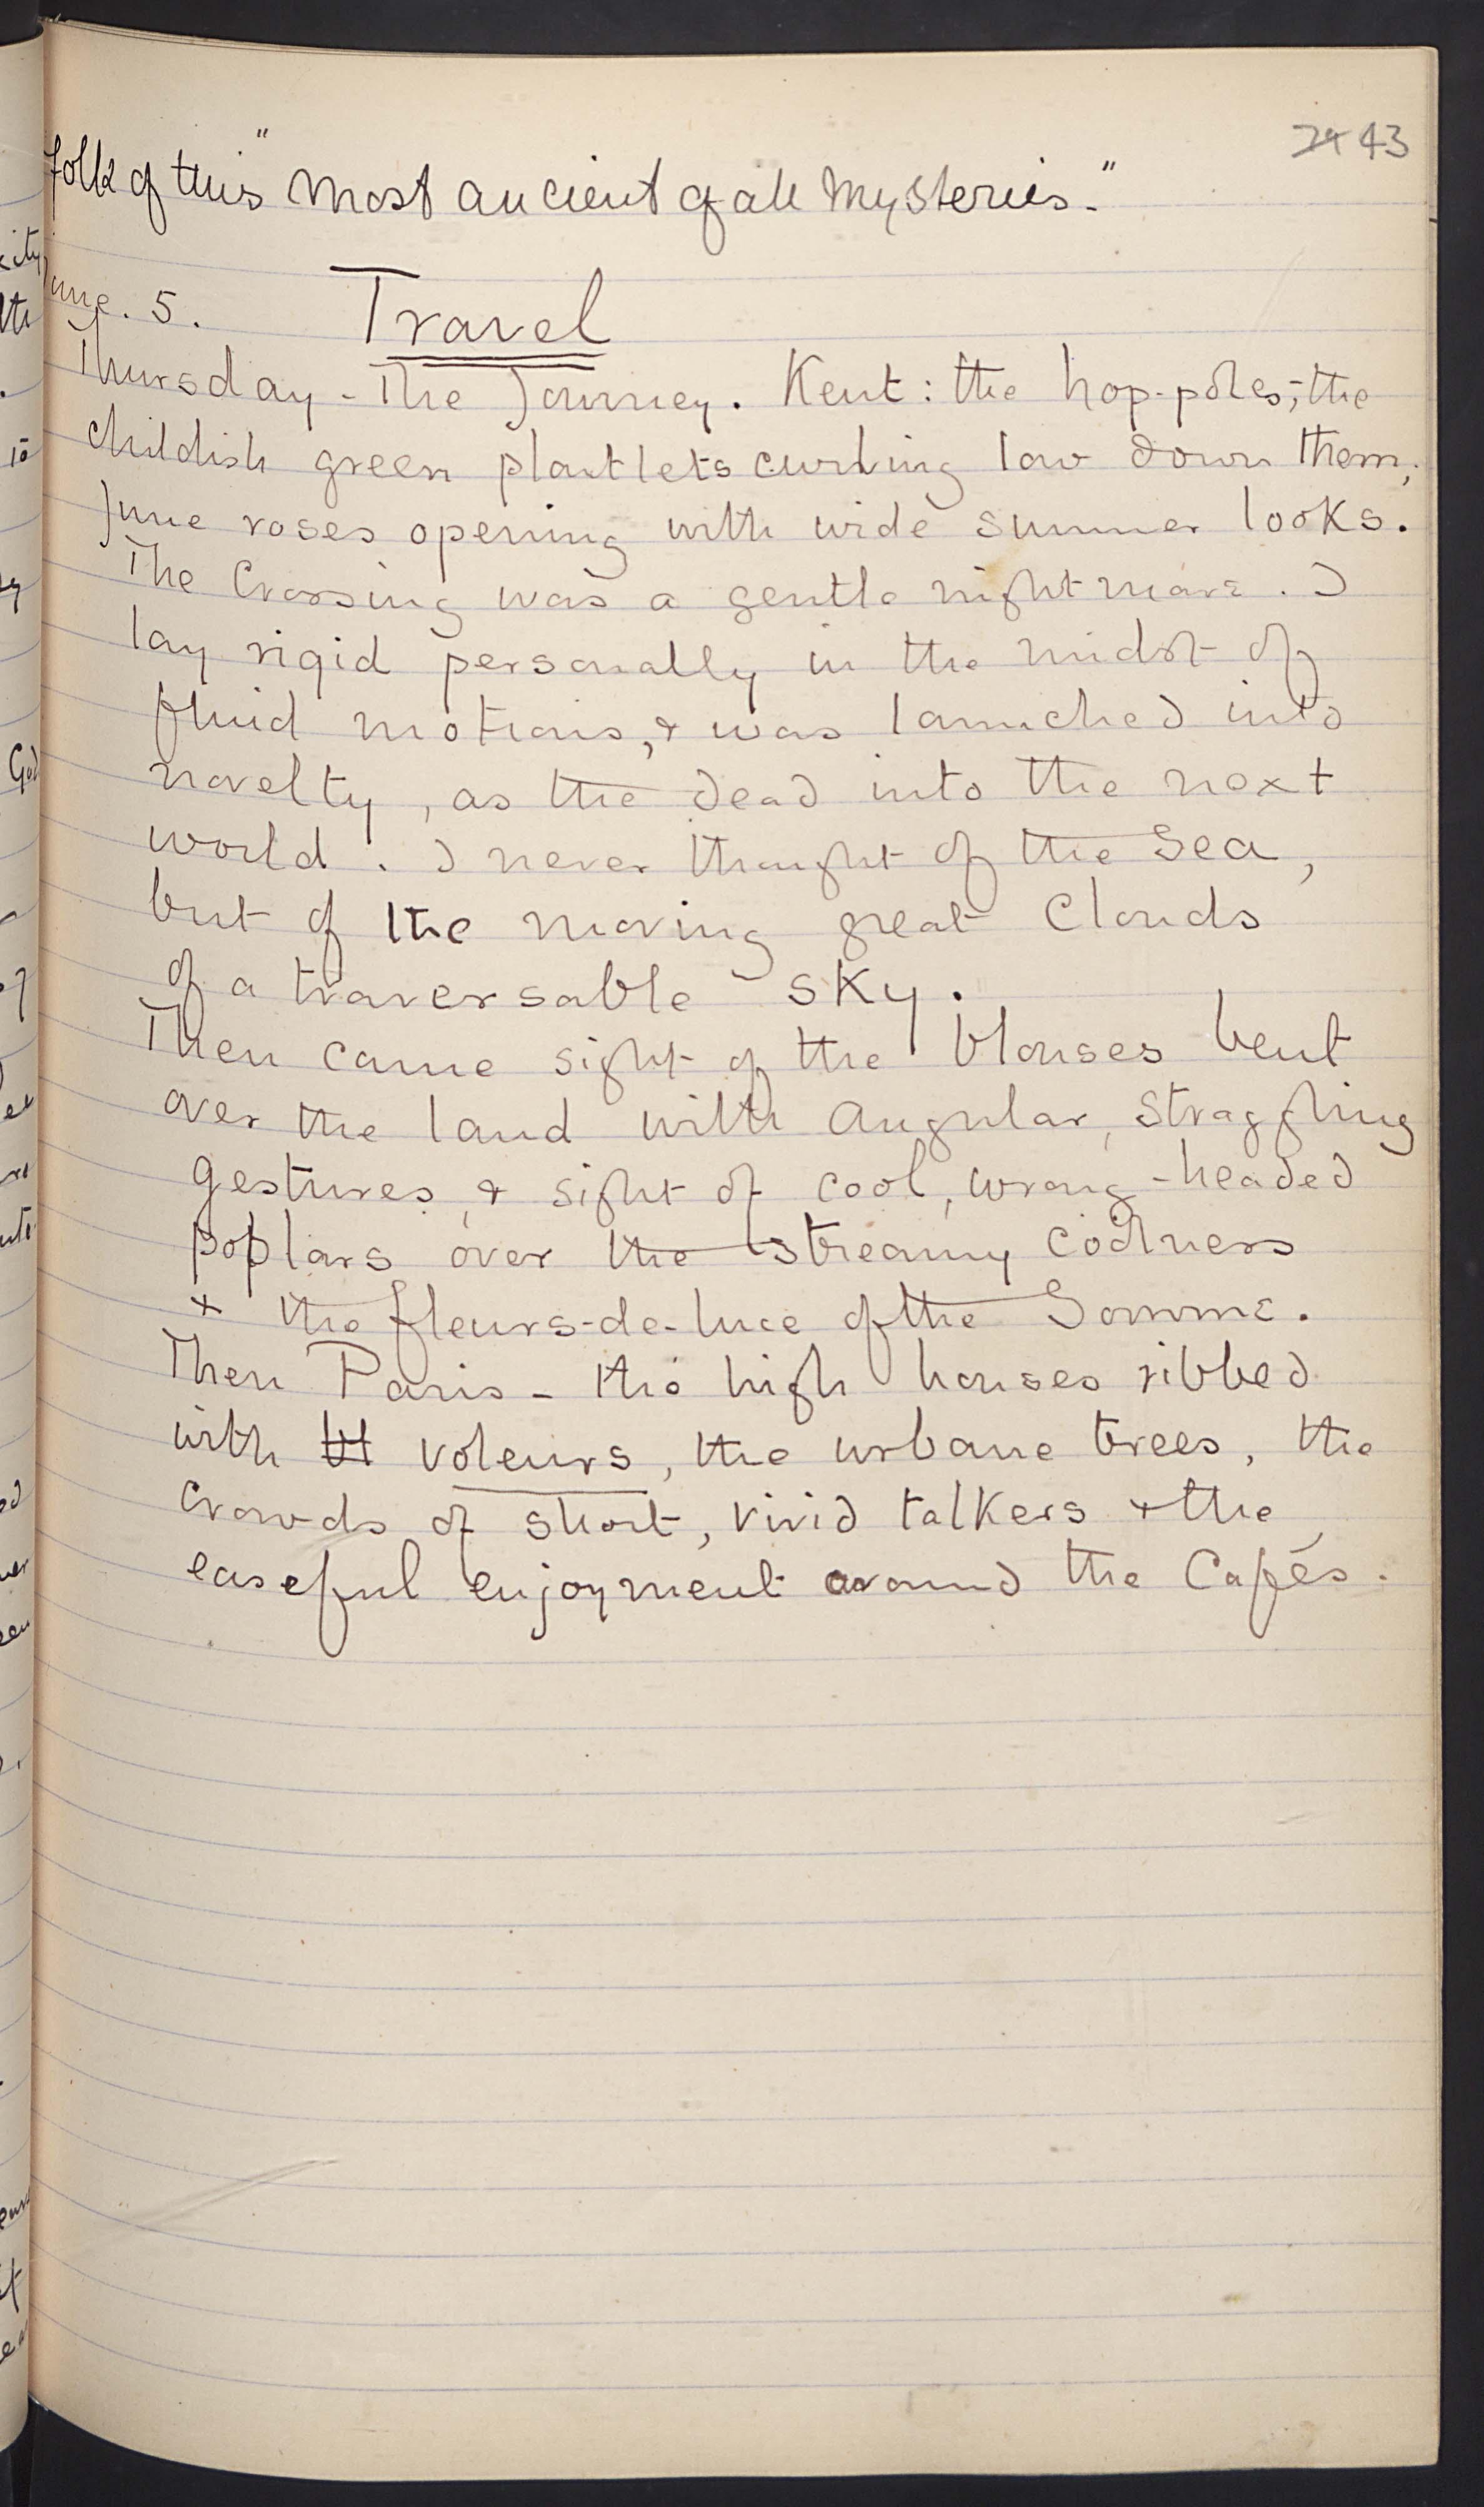 43
folk of this "most ancient of all mysteries."
June. 5. Travel
Thursday - The Journey. Kent: the hop-poles; the
childish green plantlets curling low down them;
June roses opening with wide summer looks.
The Crossing was a gentle nightmare. I
lay rigid personally in the midst of
fluid motions, & was launched into
novelty, as the dead into the next
world. I never thought of the Sea,
but of the moving great Clouds
of a traversable sky.
Then came sight of the blouses bent
over the land with angular, straggling
gestures, & sight of cool, wrong-headed
poplars over the streamy coolness
& the fleurs-de-luce of the Somme.
Then Paris - the high houses ribbed
with voleurs, the urbane trees, the
crowds of short, vivid talkers & the
easeful enjoyment around the Cafés.